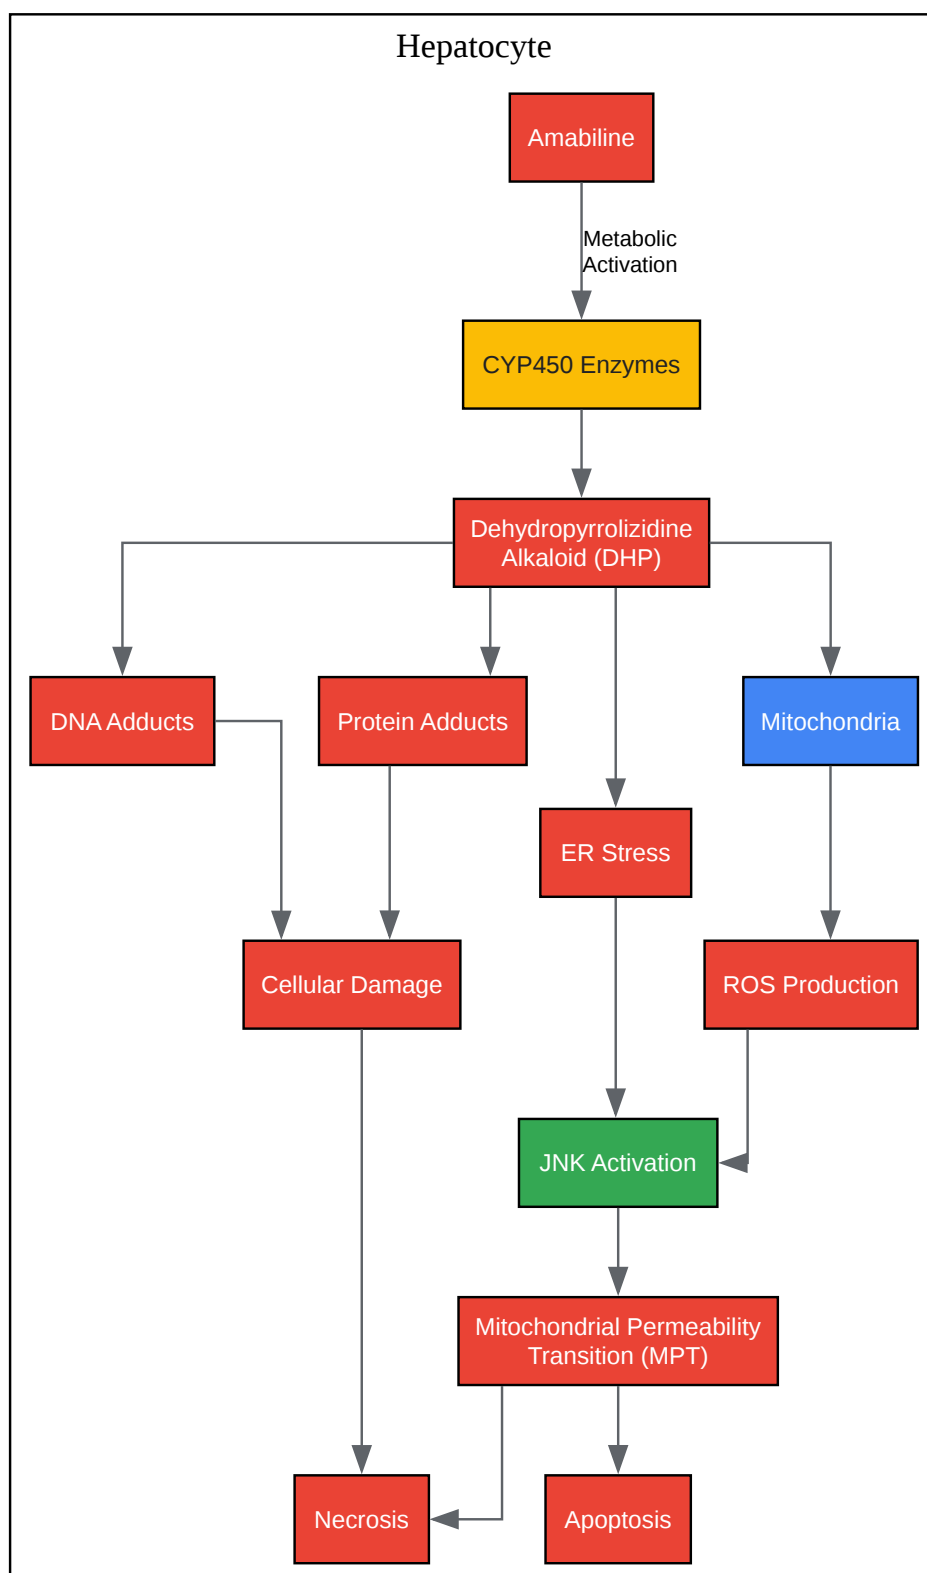 Hepatocyte
Amabiline
Metabolic
Activation
CYP450 Enzymes
Dehydropyrrolizidine
Alkaloid (DHP)
DNA Adducts
Protein Adducts
Mitochondria
ER Stress
Cellular Damage
ROS Production
JNK Activation
Mitochondrial Permeability
Transition (MPT)
Necrosis
Apoptosis